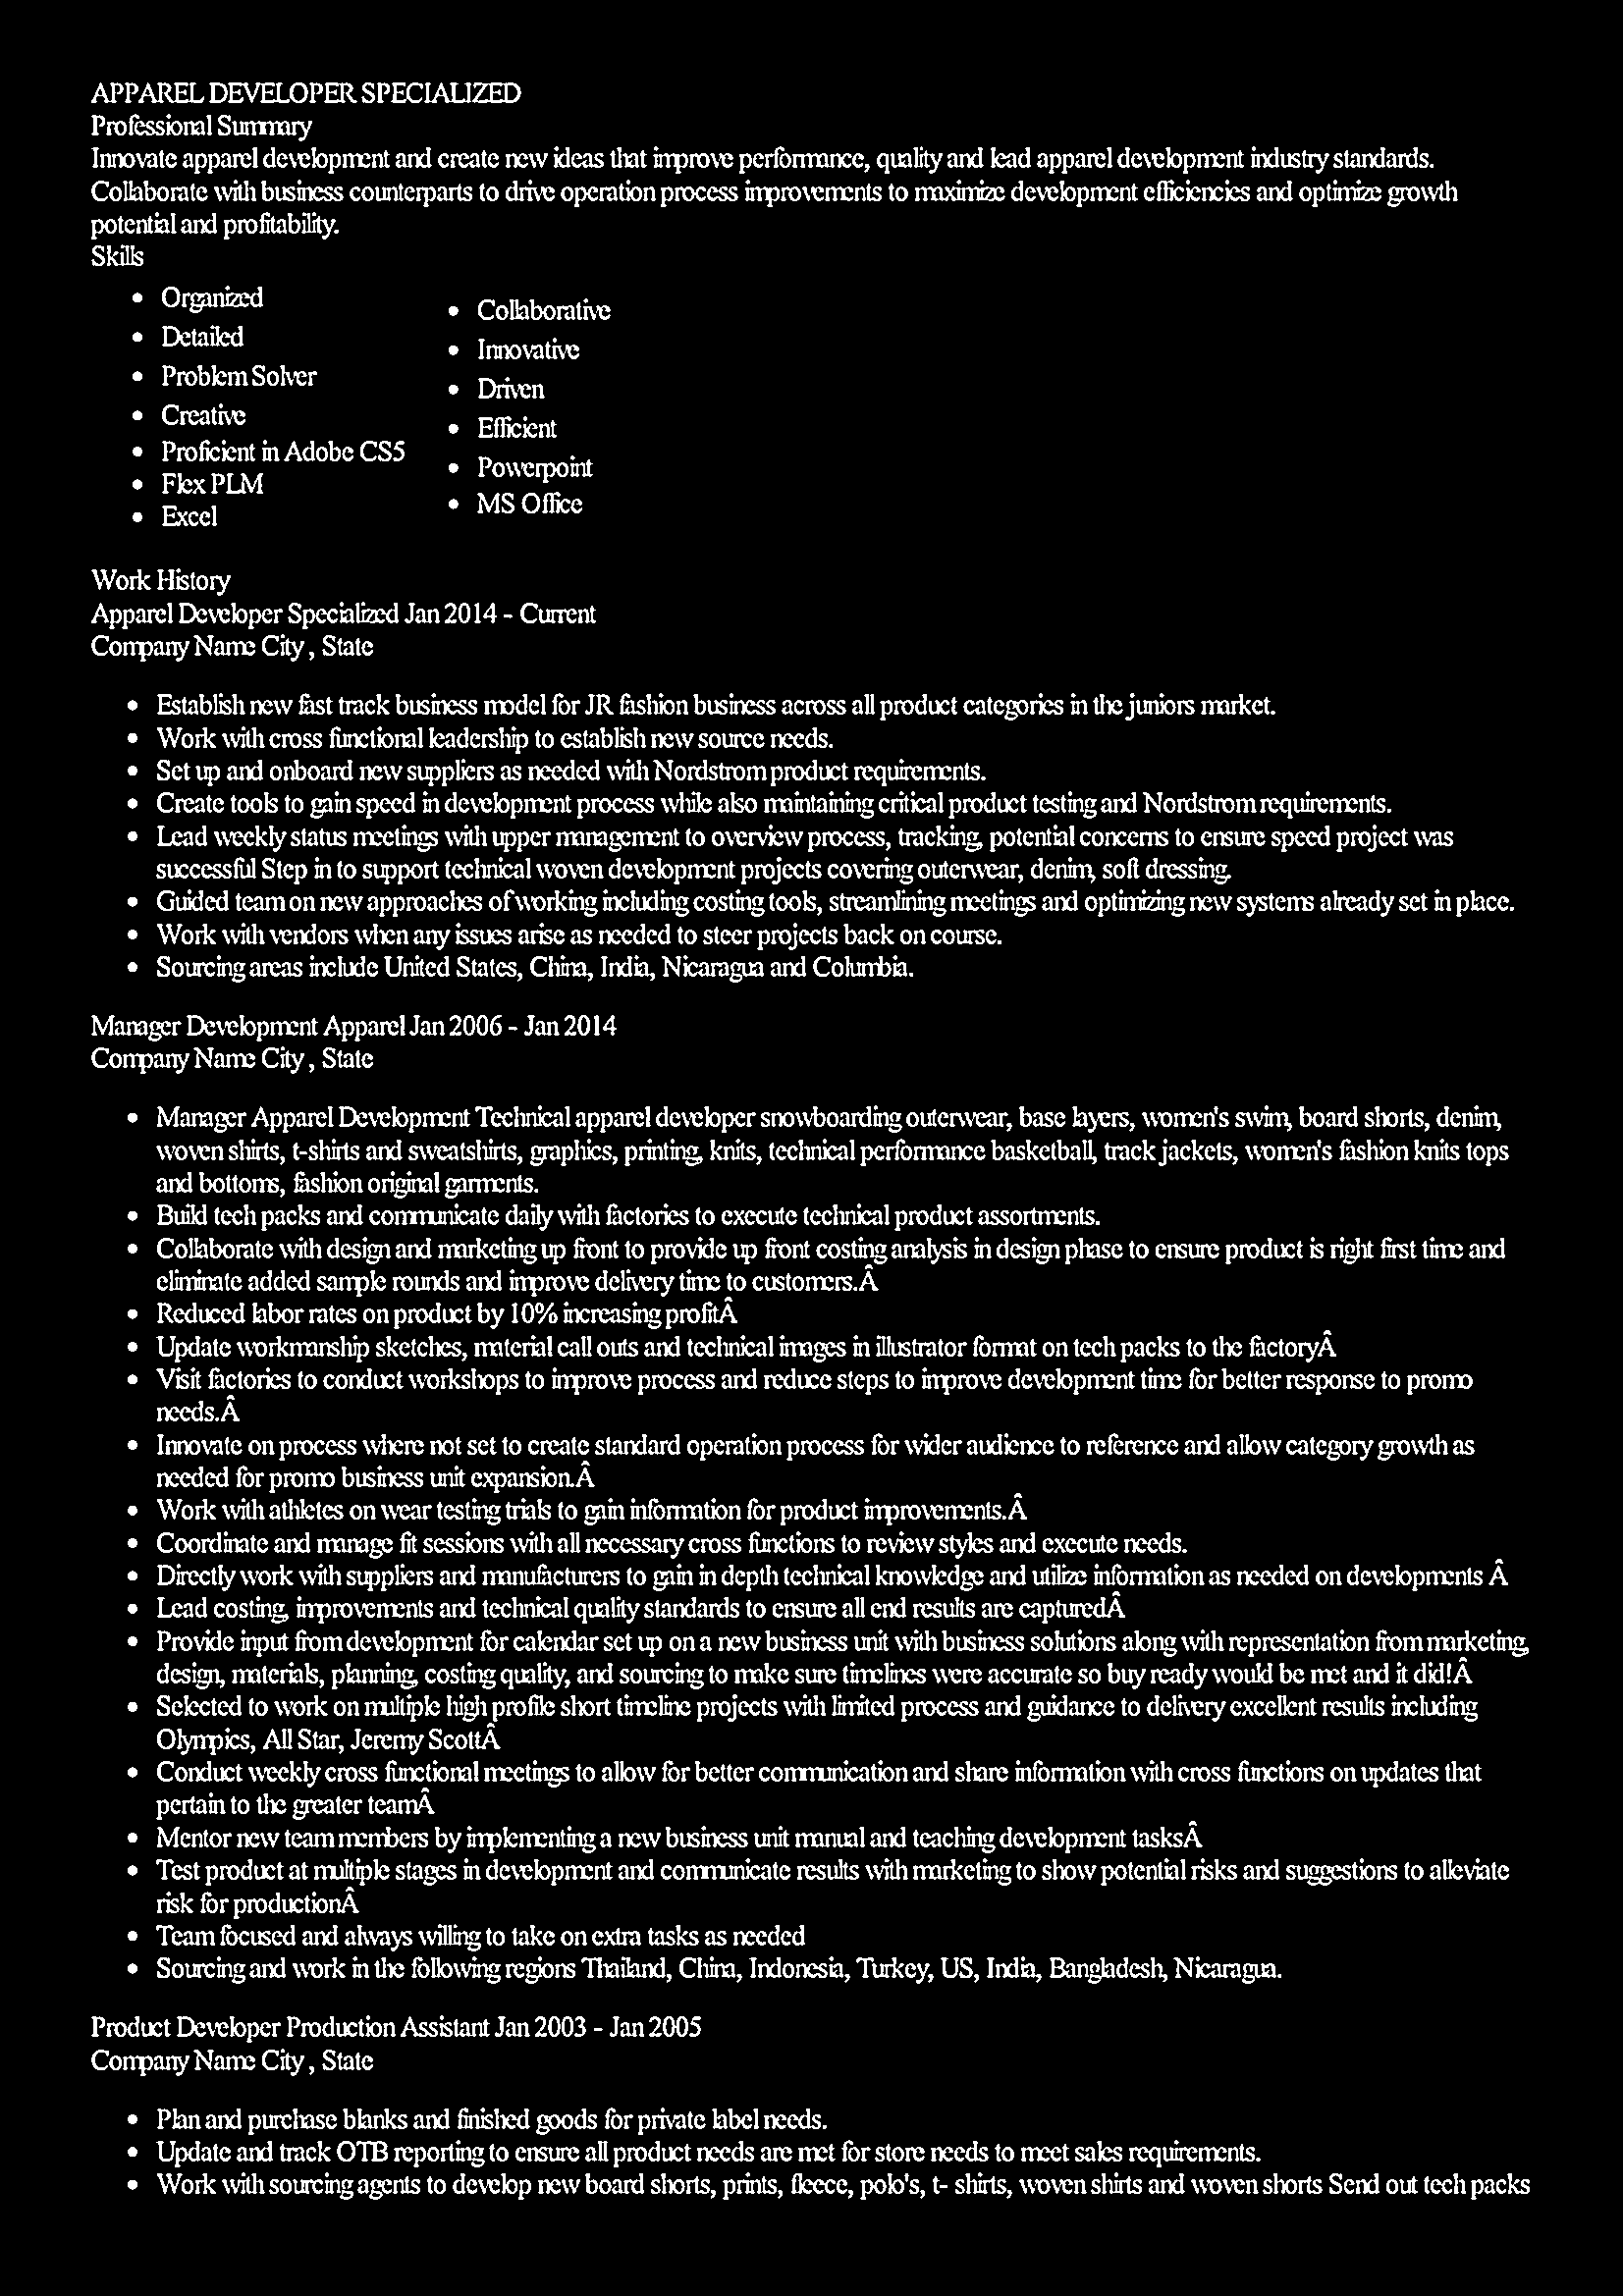 APPAREL DEVELOPER SPECIALIZED
Professional Summary
Innovate apparel development and create new ideas that improve performance, quality and lead apparel development industry standards.
Collaborate with business counterparts to drive operation process improvements to maximize development efficiencies and optimize growth
potential and profitability.
Skills
• Organized
• Detailed
• Problem Solver
• Creative
• Proficient in Adobe CS5
• Flex PLM
• Excel
• Collaborative
• Innovative
• Driven
• Efficient
• Powerpoint
• MS Office
Work History
Apparel Developer Specialized Jan 2014 - Current
Company Name City , State
• Establish new fast track business model for JR fashion business across all product categories in the juniors market.
• Work with cross functional leadership to establish new source needs.
• Set up and onboard new suppliers as needed with Nordstrom product requirements.
• Create tools to gain speed in development process while also maintaining critical product testing and Nordstrom requirements.
• Lead weekly status meetings with upper management to overview process, tracking, potential concerns to ensure speed project was
successful Step in to support technical woven development projects covering outerwear, denim, soft dressing.
• Guided team on new approaches of working including costing tools, streamlining meetings and optimizing new systems already set in place.
• Work with vendors when any issues arise as needed to steer projects back on course.
• Sourcing areas include United States, China, India, Nicaragua and Columbia.
Manager Development Apparel Jan 2006 - Jan 2014
Company Name City , State
• Manager Apparel Development Technical apparel developer snowboarding outerwear, base layers, women's swim, board shorts, denim,
woven shirts, t-shirts and sweatshirts, graphics, printing, knits, technical performance basketball, track jackets, women's fashion knits tops
and bottoms, fashion original garments.
• Build tech packs and communicate daily with factories to execute technical product assortments.
• Collaborate with design and marketing up front to provide up front costing analysis in design phase to ensure product is right first time and
eliminate added sample rounds and improve delivery time to customers.Â
• Reduced labor rates on product by 10% increasing profitÂ
• Update workmanship sketches, material call outs and technical images in illustrator format on tech packs to the factoryÂ
• Visit factories to conduct workshops to improve process and reduce steps to improve development time for better response to promo
needs.Â
• Innovate on process where not set to create standard operation process for wider audience to reference and allow category growth as
needed for promo business unit expansion.Â
• Work with athletes on wear testing trials to gain information for product improvements.Â
• Coordinate and manage fit sessions with all necessary cross functions to review styles and execute needs.
• Directly work with suppliers and manufacturers to gain in depth technical knowledge and utilize information as needed on developments Â
• Lead costing, improvements and technical quality standards to ensure all end results are capturedÂ
• Provide input from development for calendar set up on a new business unit with business solutions along with representation from marketing,
design, materials, planning, costing quality, and sourcing to make sure timelines were accurate so buy ready would be met and it did!Â
• Selected to work on multiple high profile short timeline projects with limited process and guidance to delivery excellent results including
Olympics, All Star, Jeremy ScottÂ
• Conduct weekly cross functional meetings to allow for better communication and share information with cross functions on updates that
pertain to the greater teamÂ
• Mentor new team members by implementing a new business unit manual and teaching development tasksÂ
• Test product at multiple stages in development and communicate results with marketing to show potential risks and suggestions to alleviate
risk for productionÂ
• Team focused and always willing to take on extra tasks as needed
• Sourcing and work in the following regions Thailand, China, Indonesia, Turkey, US, India, Bangladesh, Nicaragua.
Product Developer Production Assistant Jan 2003 - Jan 2005
Company Name City , State
• Plan and purchase blanks and finished goods for private label needs.
• Update and track OTB reporting to ensure all product needs are met for store needs to meet sales requirements.
• Work with sourcing agents to develop new board shorts, prints, fleece, polo's, t- shirts, woven shirts and woven shorts Send out tech packs